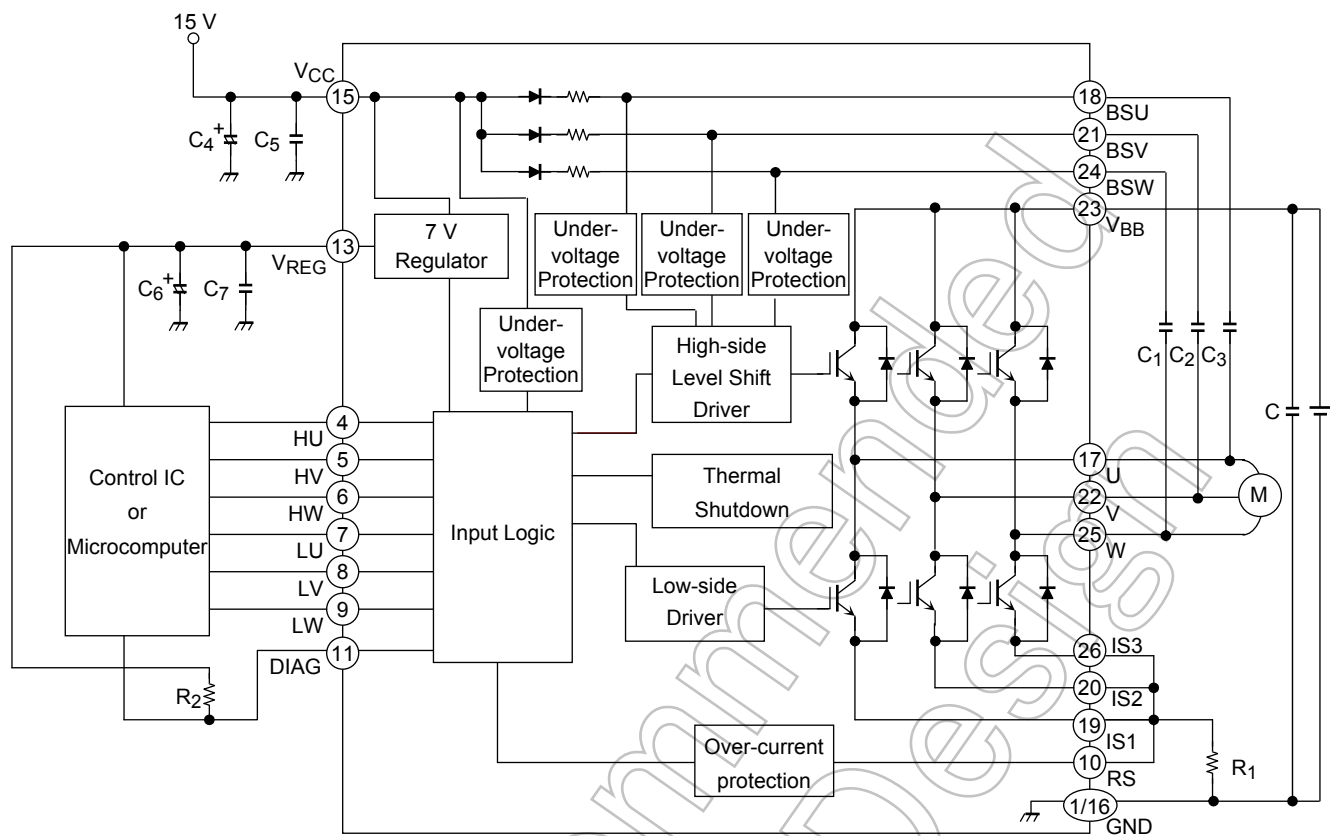 15 V
VCC
15
C4
+
C5
18
BSU
21
BSV
24
BSW
23
VBB
7 V
Regulator
Under-
voltage
Protection
Under-
voltage
Protection
Under-
voltage
Protection
13
VREG
C6
+
C7
Under-
voltage
Protection
High-side
Level Shift
Driver
C1
C2
C3
C
Control IC
or
Microcomputer
4
HU
5
HV
6
HW
7
LU
8
LV
9
LW
11
DIAG
R2
Input Logic
Thermal
Shutdown
Low-side
Driver
17
U
22
V
25
W
M
26
IS3
20
IS2
19
IS1
10
RS
1/16
GND
R1
Over-current
protection
mmended
Design